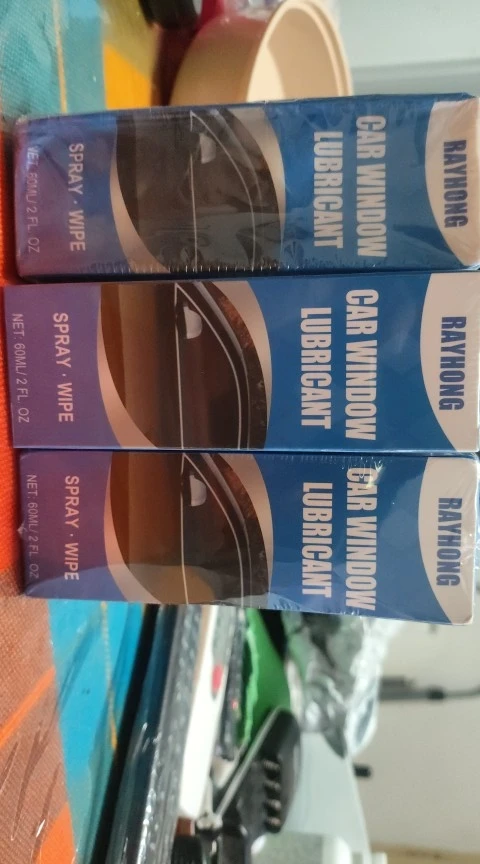 RAYHONG
CAR WINDOW
LUBRICANT
SPRAY · WIPE
NET: 60ML/ 2 FL. OZ
RAYHONG
CAR WINDOW
LUBRICANT
SPRAY · WIPE
NET: 60ML/ 2 FL. OZ
RAYHONG
CAR WINDOW
LUBRICANT
SPRAY · WIPE
NET: 60ML/ 2 FL. OZ